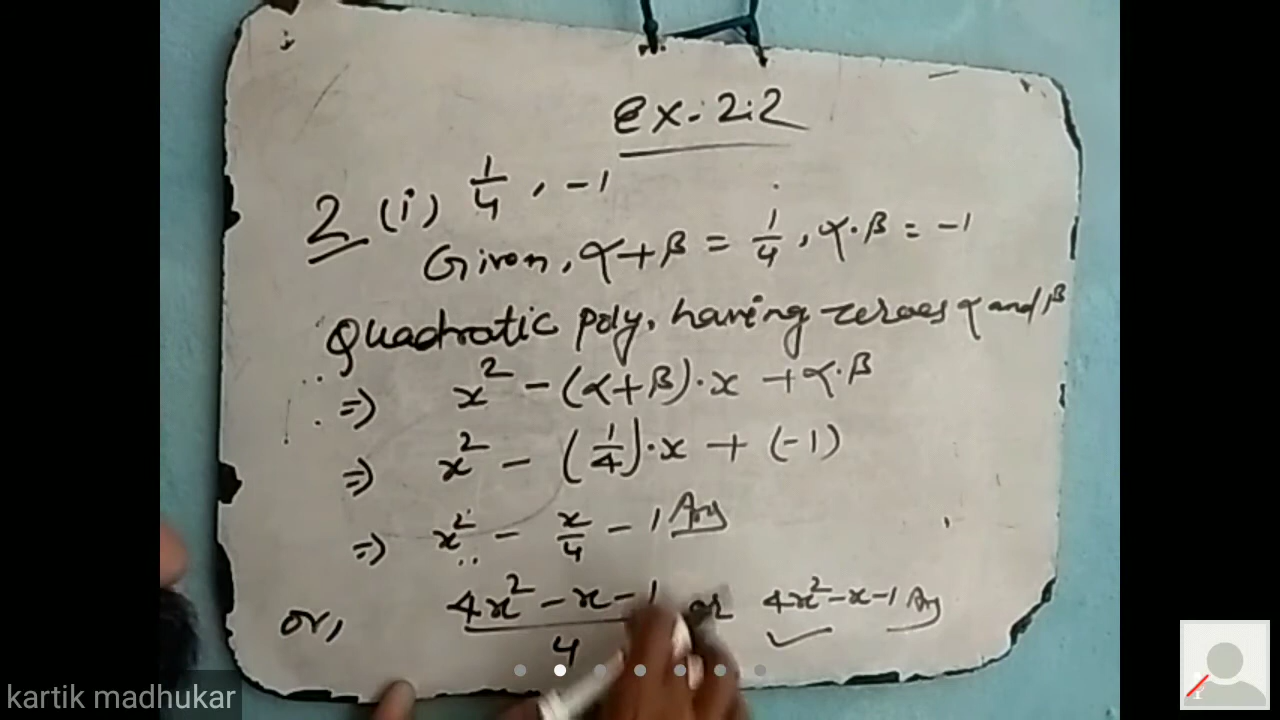 ex. 2.2
2 (i) 1/4, -1
Given, α+β = 1/4, α.β = -1
Quadratic poly. having zeroes α and β
⇒ x² - (α+β).x + α.β
⇒ x² - (1/4).x + (-1)
⇒ x² - x/4 - 1 Ans
or, (4x² - x - 1)/4 or 4x² - x - 1 Ans
kartik madhukar